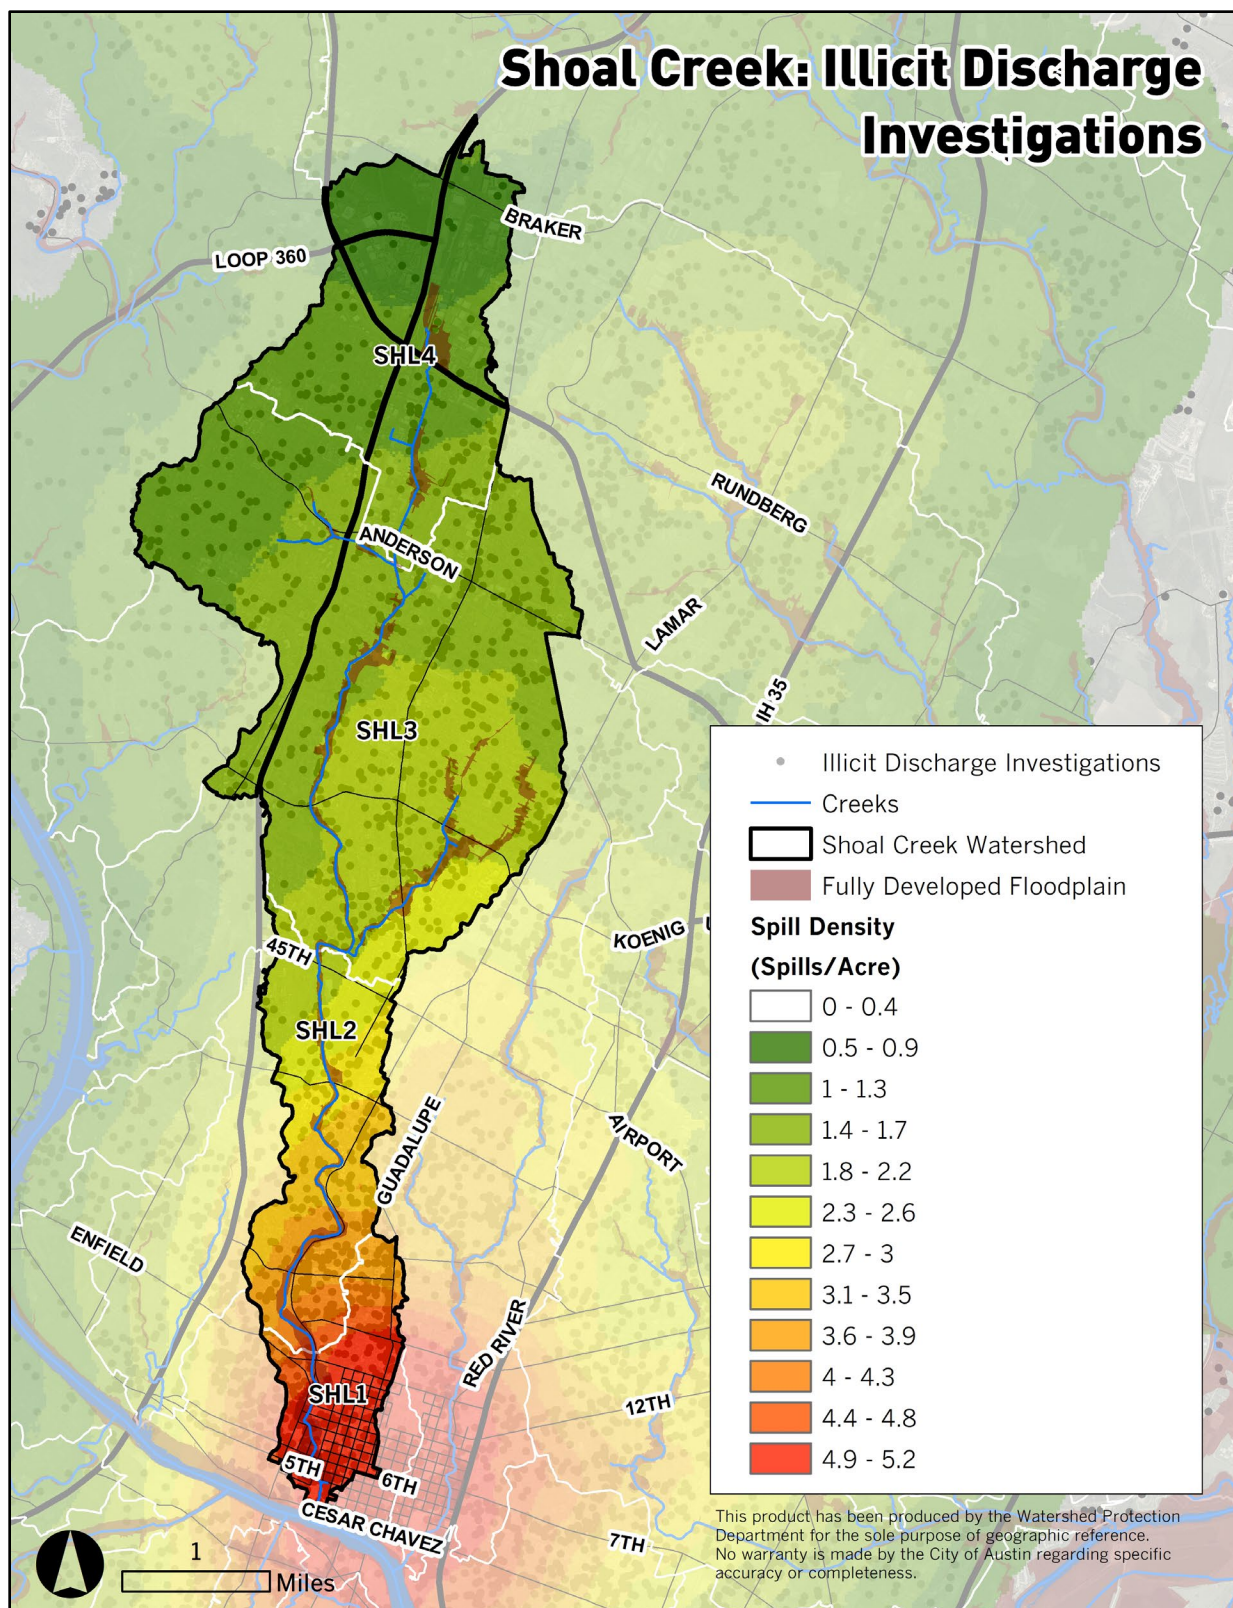 Shoal Creek: Illicit Discharge
Investigations
BRAKER
LOOP 360
SHL4
RUNDBERG
ANDERSON
LAMAR
IH 35
SHL3
Illicit Discharge Investigations
Creeks
Shoal Creek Watershed
Fully Developed Floodplain
Spill Density
(Spills/Acre)
0 - 0.4
0.5 - 0.9
1 - 1.3
1.4 - 1.7
1.8 - 2.2
2.3 - 2.6
2.7 - 3
3.1 - 3.5
3.6 - 3.9
4 - 4.3
4.4 - 4.8
4.9 - 5.2
KOENIG
45TH
SHL2
GUADALUPE
AIRPORT
ENFIELD
RED RIVER
SHL1
12TH
5TH
6TH
CESAR CHAVEZ
7TH
This product has been produced by the Watershed Protection
Department for the sole purpose of geographic reference.
No warranty is made by the City of Austin regarding specific
accuracy or completeness.
1
Miles